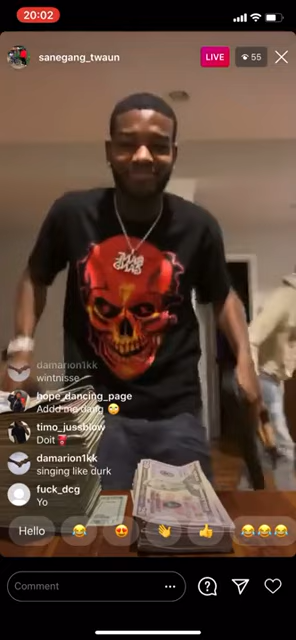 20:02
sanegang_twaun
LIVE
55
damarion1kk
wintnisse
hope_dancing_page
Addd me dang 🙄
timo_jussblow
Doit
damarion1kk
singing like durk
fuck_dcg
Yo
Hello 😂 😍 👏 👍 😂😂😂
Comment